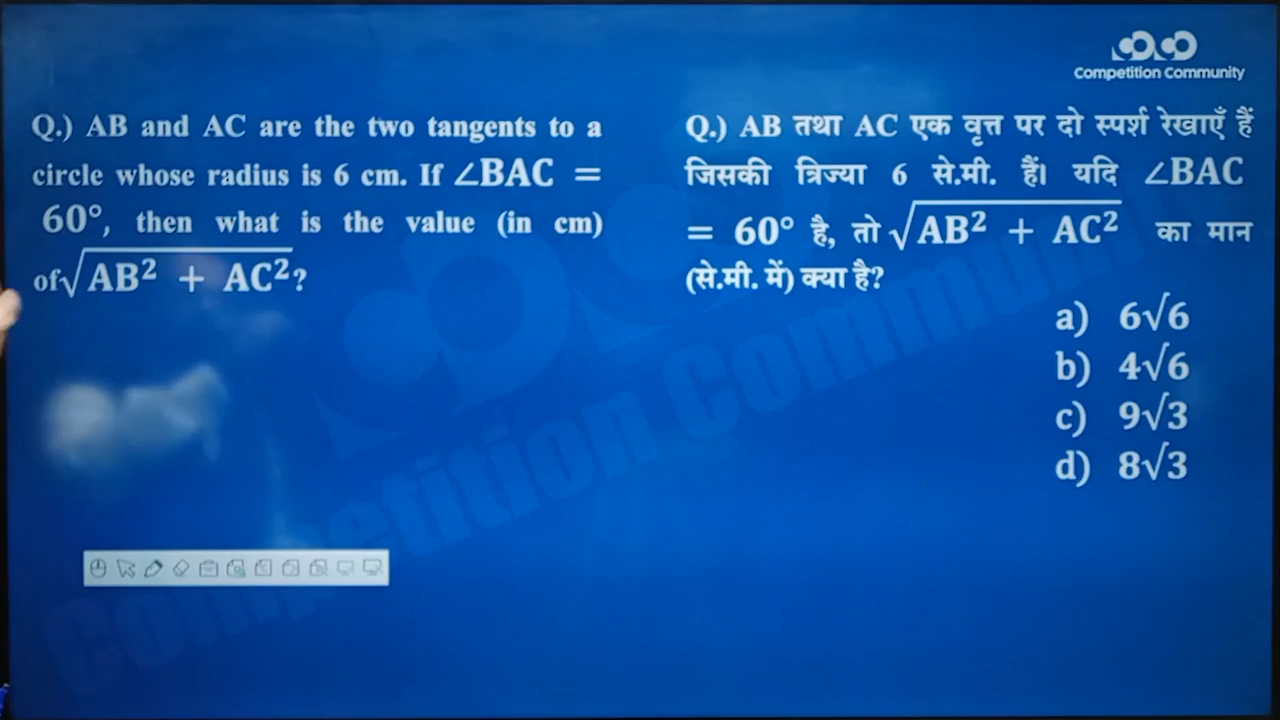 Competition Community
Q.) AB and AC are the two tangents to a
circle whose radius is 6 cm. If ∠BAC =
60°, then what is the value (in cm)
of√AB² + AC²?
Q.) AB तथा AC एक वृत्त पर दो स्पर्श रेखाएँ हैं
जिसकी त्रिज्या 6 से.मी. हैं। यदि ∠BAC
= 60° है, तो √AB² + AC² का मान
(से.मी. में) क्या है?
a) 6√6
b) 4√6
c) 9√3
d) 8√3
Competition Community